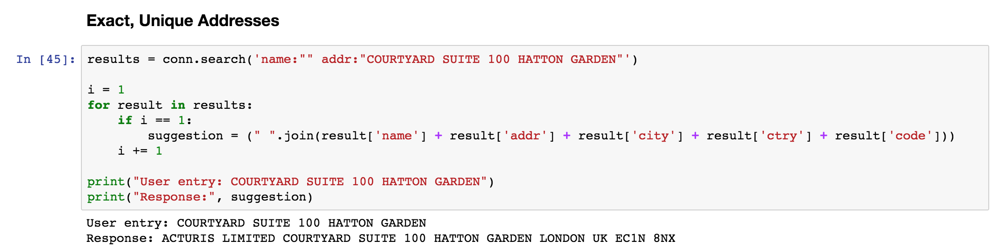 Exact, Unique Addresses
In [45]: results = conn.search('name:"" addr:"COURTYARD SUITE 100 HATTON GARDEN"')
i = 1
for result in results:
    if i == 1:
        suggestion = (" ".join(result['name'] + result['addr'] + result['city'] + result['ctry'] + result['code']))
    i += 1
print("User entry: COURTYARD SUITE 100 HATTON GARDEN")
print("Response:", suggestion)
User entry: COURTYARD SUITE 100 HATTON GARDEN
Response: ACTURIS LIMITED COURTYARD SUITE 100 HATTON GARDEN LONDON UK EC1N 8NX